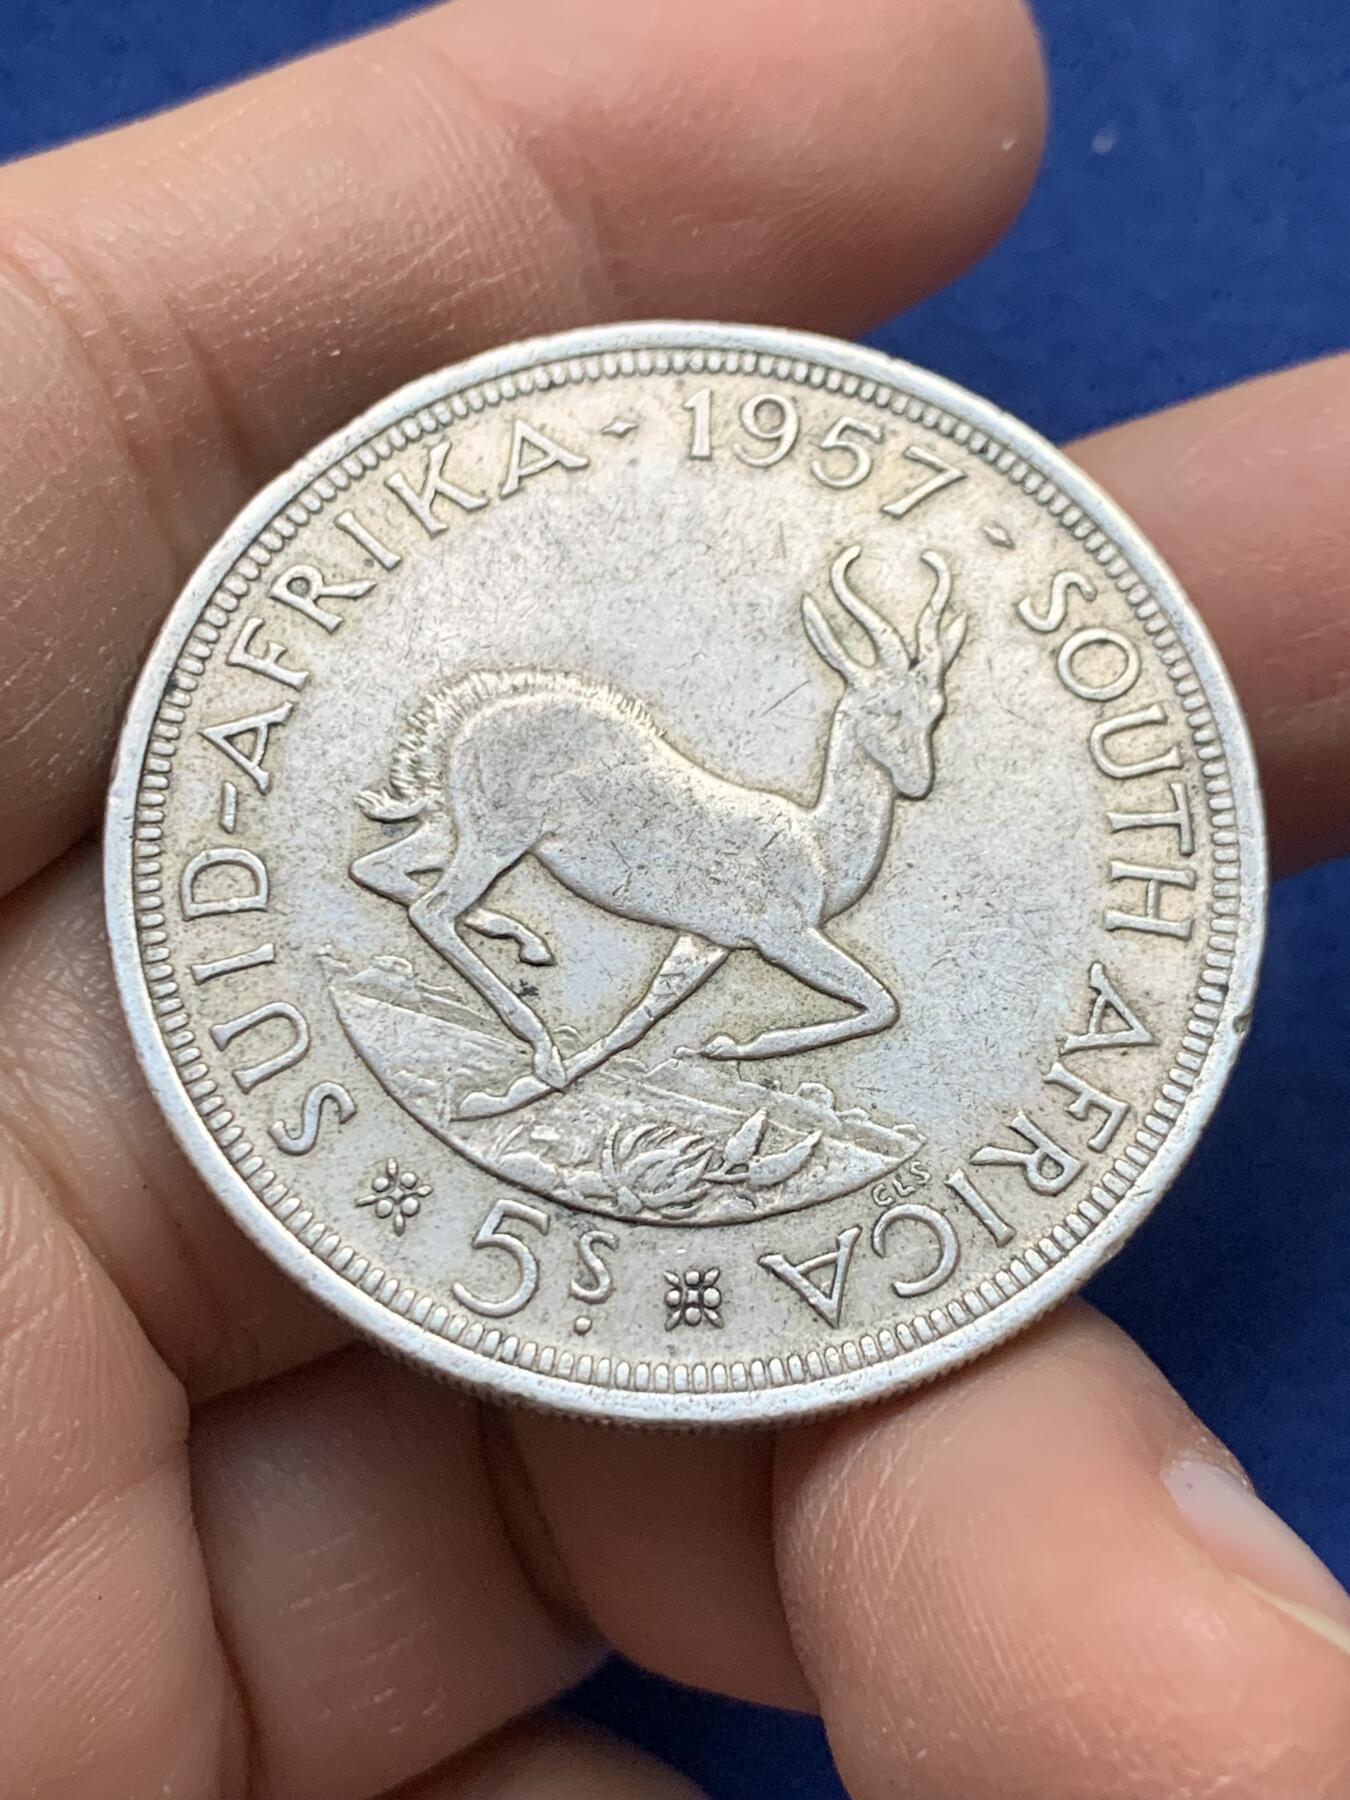 SUID-AFRIKA · 1957 · SOUTH AFRICA
CLS
5S